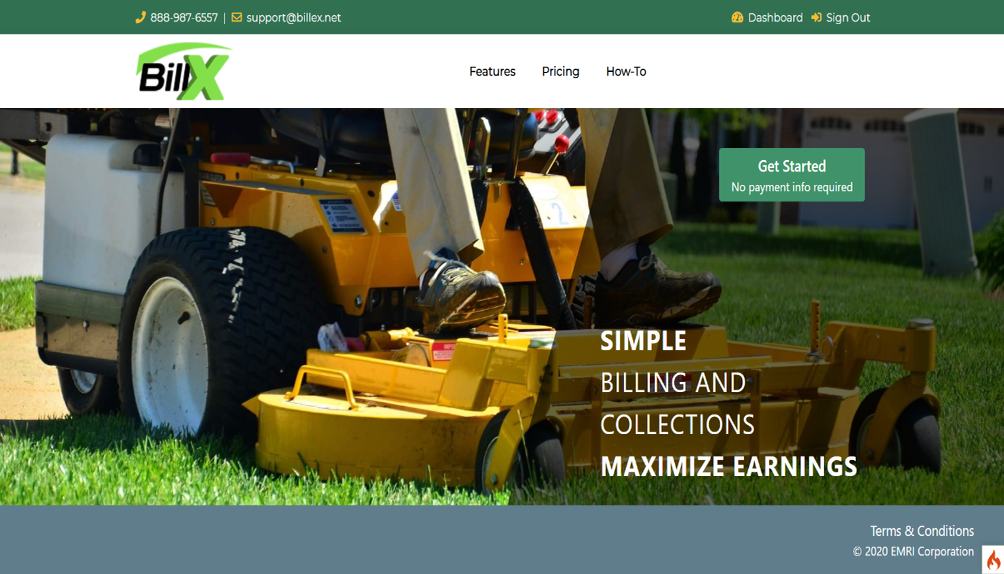 888-987-6557 | support@billex.net
Dashboard Sign Out
BillX
Features Pricing How-To
Get Started
No payment info required
SIMPLE
BILLING AND
COLLECTIONS
MAXIMIZE EARNINGS
Terms & Conditions
© 2020 EMRI Corporation